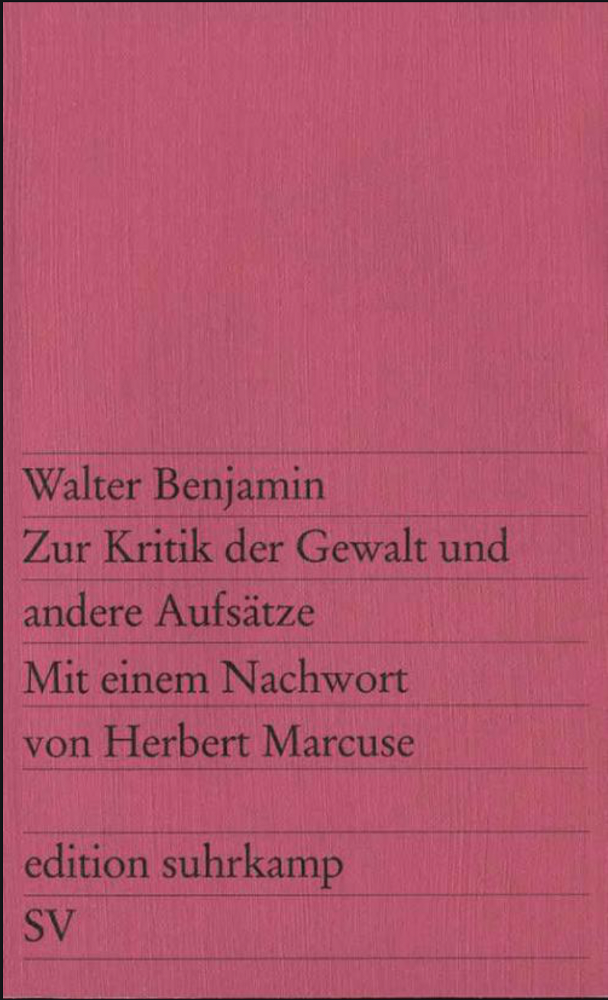 Walter Benjamin
Zur Kritik der Gewalt und
andere Aufsätze
Mit einem Nachwort
von Herbert Marcuse
edition suhrkamp
SV